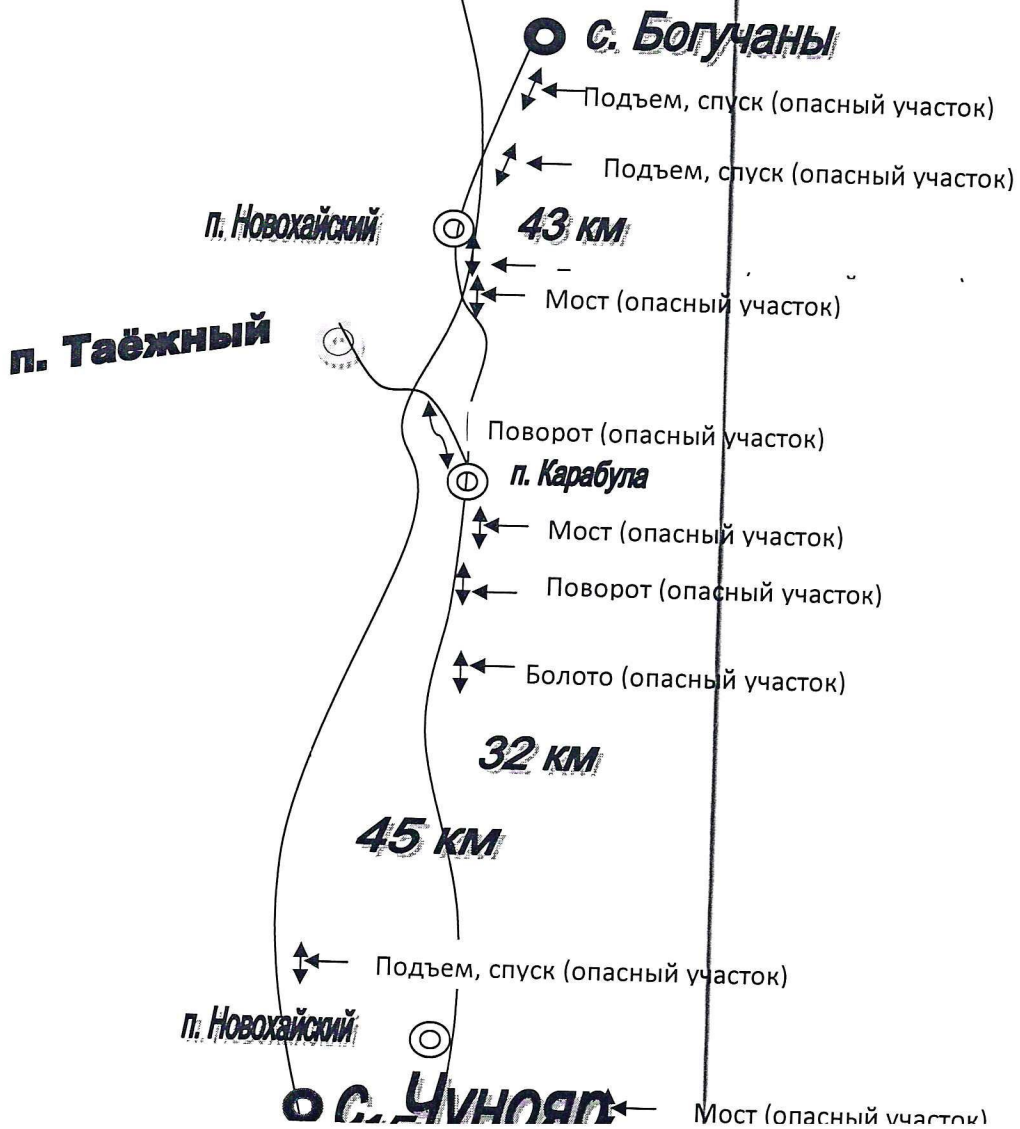 с. Богучаны
Подъем, спуск (опасный участок)
Подъем, спуск (опасный участок)
п. Новохайский
43 км
Мост (опасный участок)
п. Таёжный
Поворот (опасный участок)
п. Карабула
Мост (опасный участок)
Поворот (опасный участок)
Болото (опасный участок)
32 км
45 км
Подъем, спуск (опасный участок)
п. Новохайский
с. Чунояр
Мост (опасный участок)